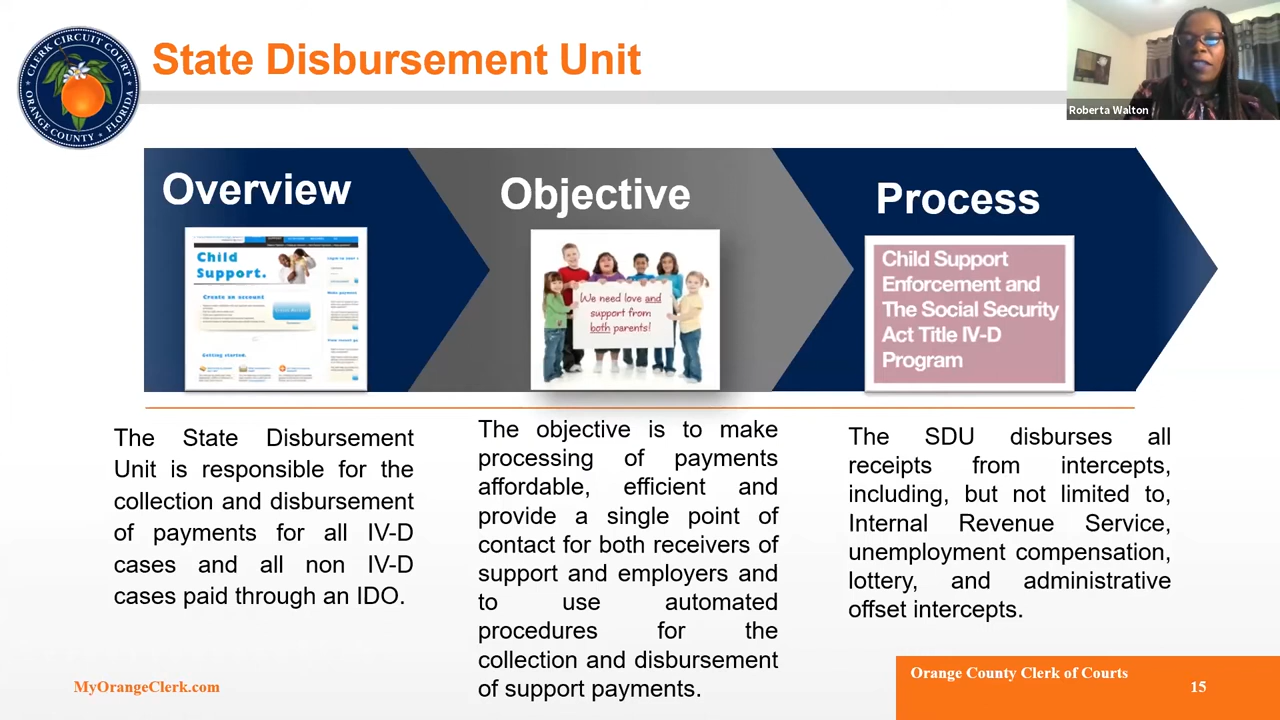 State Disbursement Unit
CLERK CIRCUIT COURT
ORANGE COUNTY FLORIDA
Roberta Walton
Overview
Child
Support.
Create an account
Getting started.
The State Disbursement
Unit is responsible for the
collection and disbursement
of payments for all IV-D
cases and all non IV-D
cases paid through an IDO.
Objective
We need love and
support from
both parents!
The objective is to make
processing of payments
affordable, efficient and
provide a single point of
contact for both receivers of
support and employers and
to use automated
procedures for the
collection and disbursement
of support payments.
Process
Child Support
Enforcement and
The Social Security
Act Title IV-D
Program
The SDU disburses all
receipts from intercepts,
including, but not limited to,
Internal Revenue Service,
unemployment compensation,
lottery, and administrative
offset intercepts.
MyOrangeClerk.com
Orange County Clerk of Courts
15